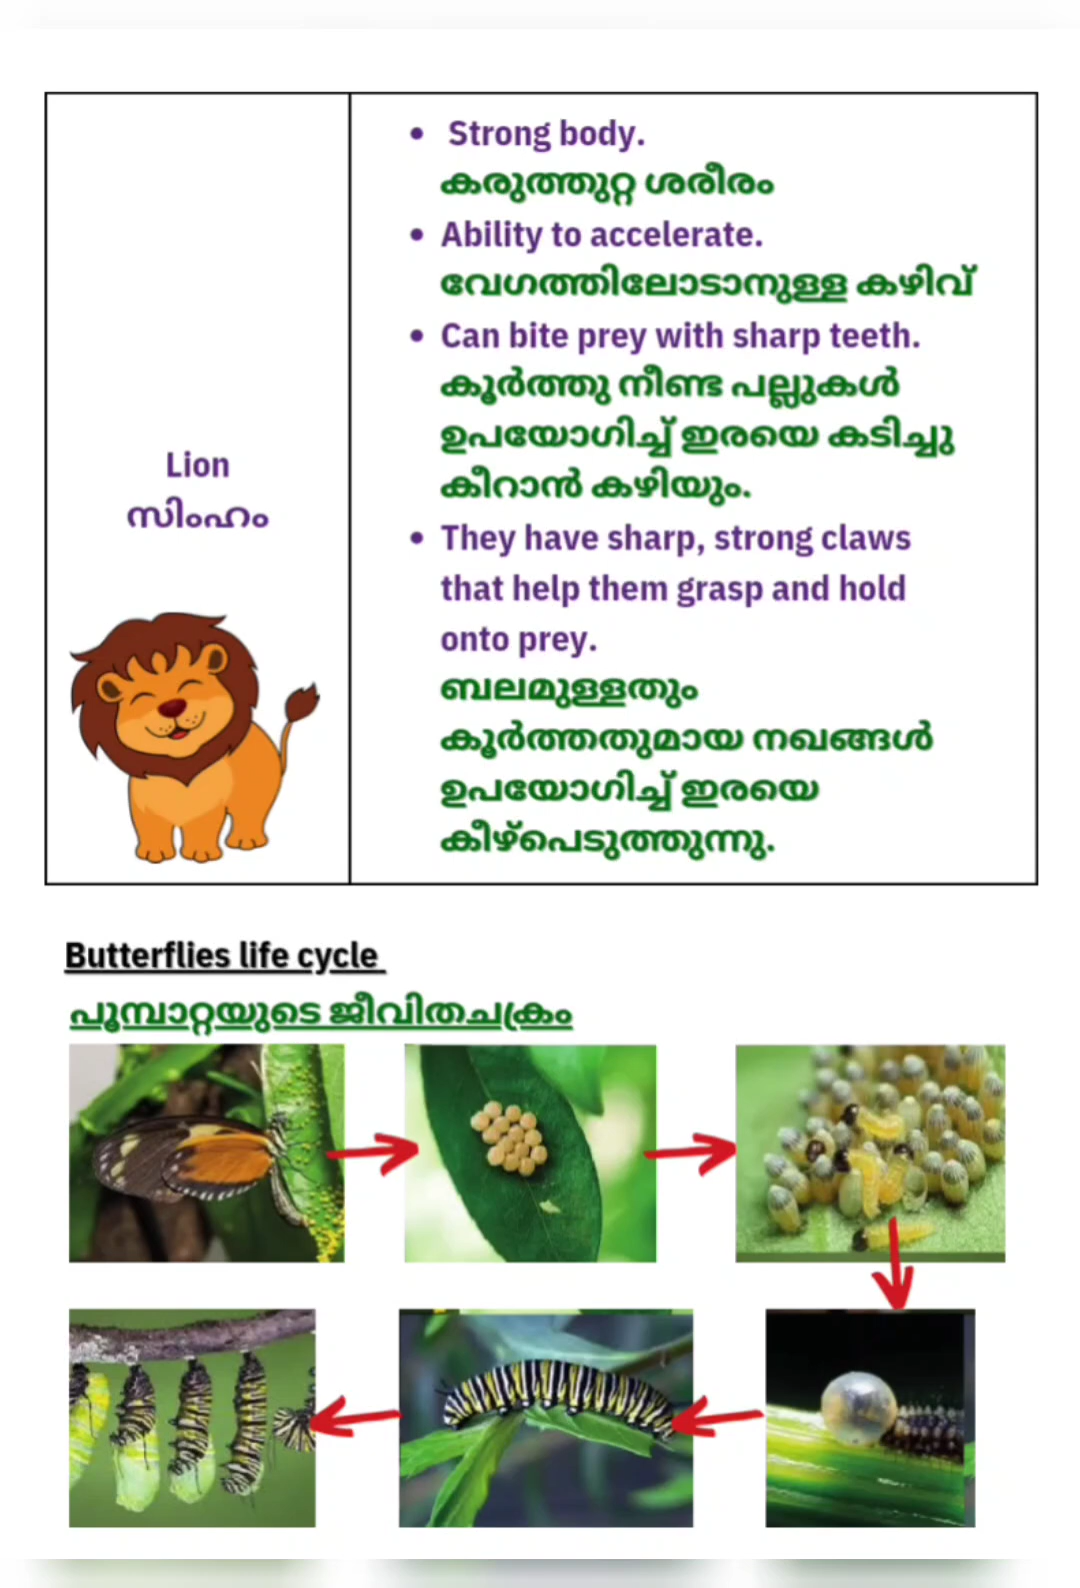 Lion
സിംഹം
• Strong body.
കരുത്തുറ്റ ശരീരം
• Ability to accelerate.
വേഗത്തിലോടാനുള്ള കഴിവ്
• Can bite prey with sharp teeth.
കൂർത്തു നീണ്ട പല്ലുകൾ
ഉപയോഗിച്ച് ഇരയെ കടിച്ചു
കീറാൻ കഴിയും.
• They have sharp, strong claws
that help them grasp and hold
onto prey.
ബലമുള്ളതും
കൂർത്തതുമായ നഖങ്ങൾ
ഉപയോഗിച്ച് ഇരയെ
കീഴ്പെടുത്തുന്നു.
Butterflies life cycle
പൂമ്പാറ്റയുടെ ജീവിതചക്രം